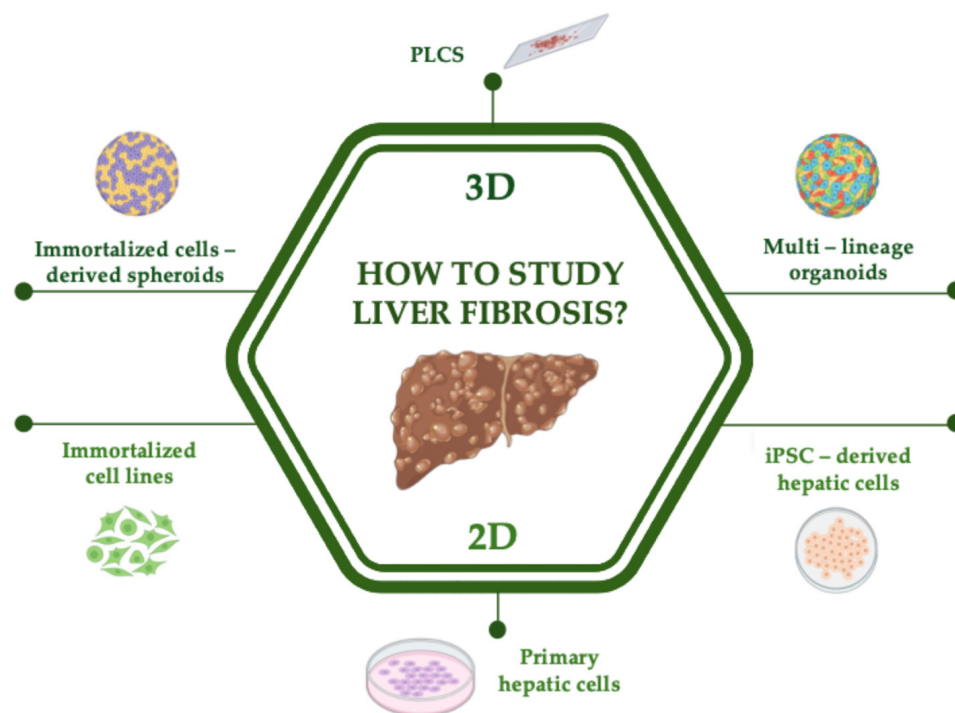 PLCS
3D
Immortalized cells –
derived spheroids
Multi – lineage
organoids
HOW TO STUDY
LIVER FIBROSIS?
Immortalized
cell lines
iPSC – derived
hepatic cells
2D
Primary
hepatic cells